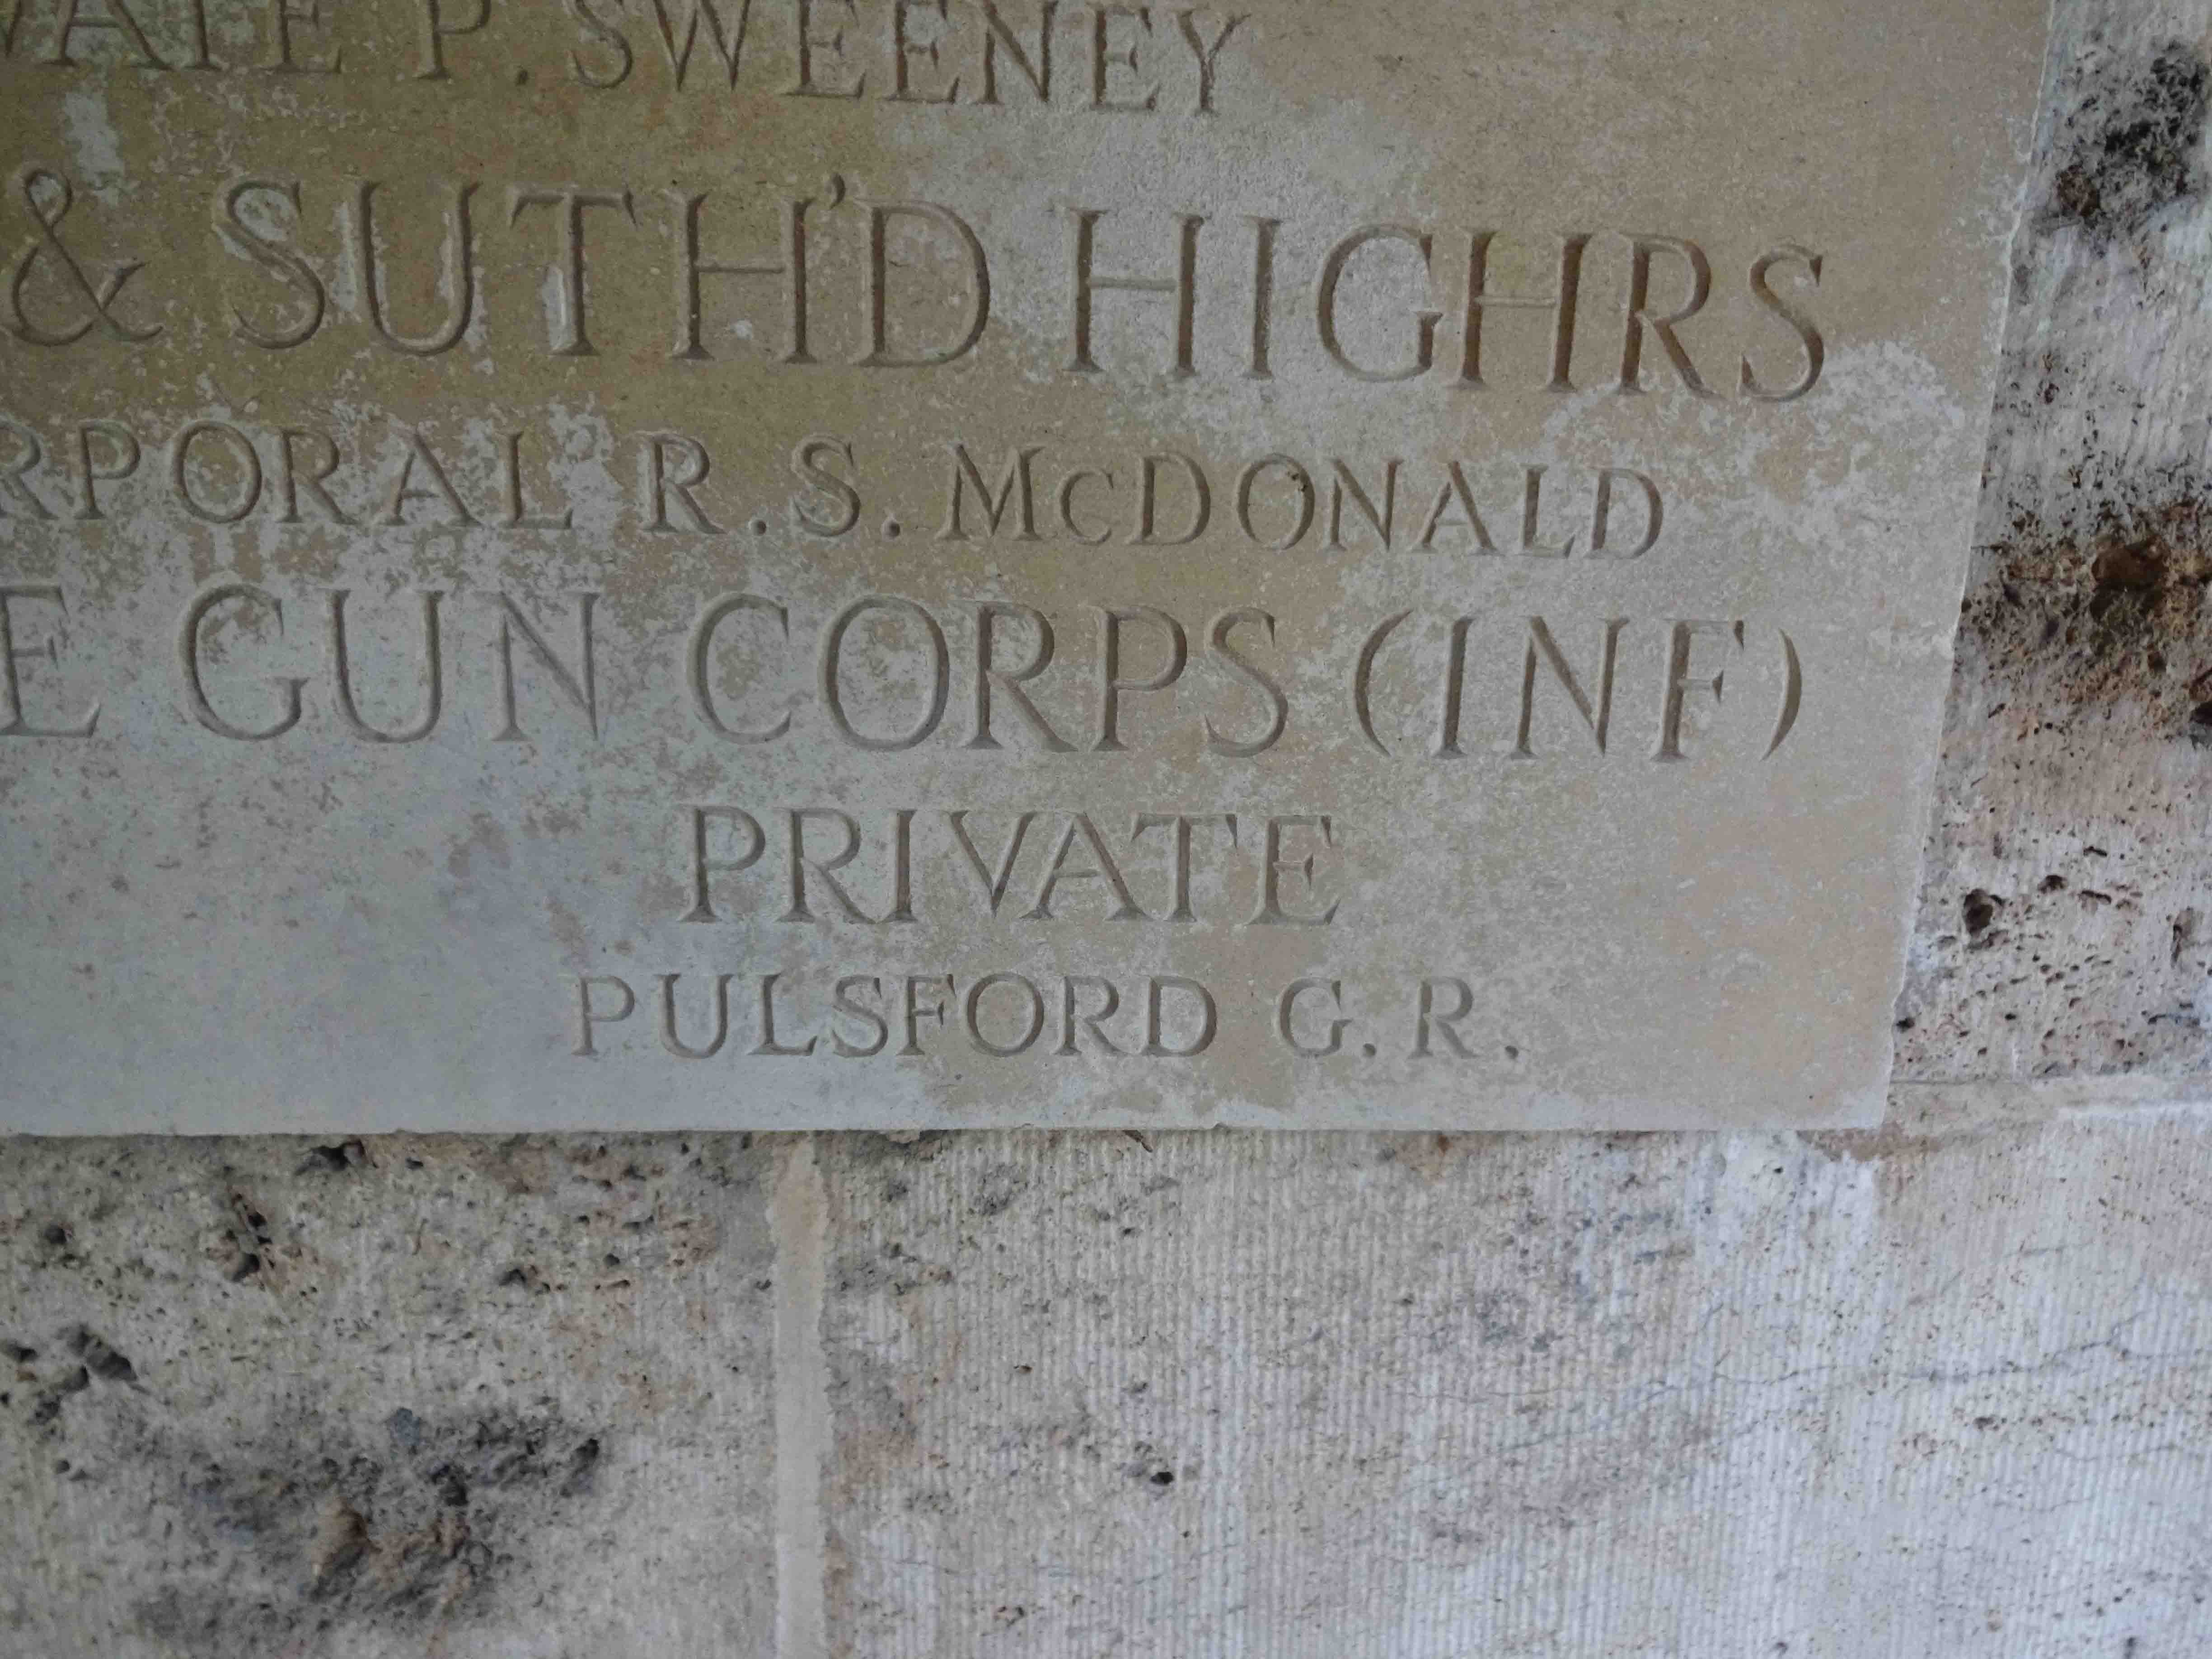 VATE P. SWEENEY
& SUTH'D HIGHRS
RPORAL R.S. McDONALD
E GUN CORPS (INF)
PRIVATE
PULSFORD G.R.